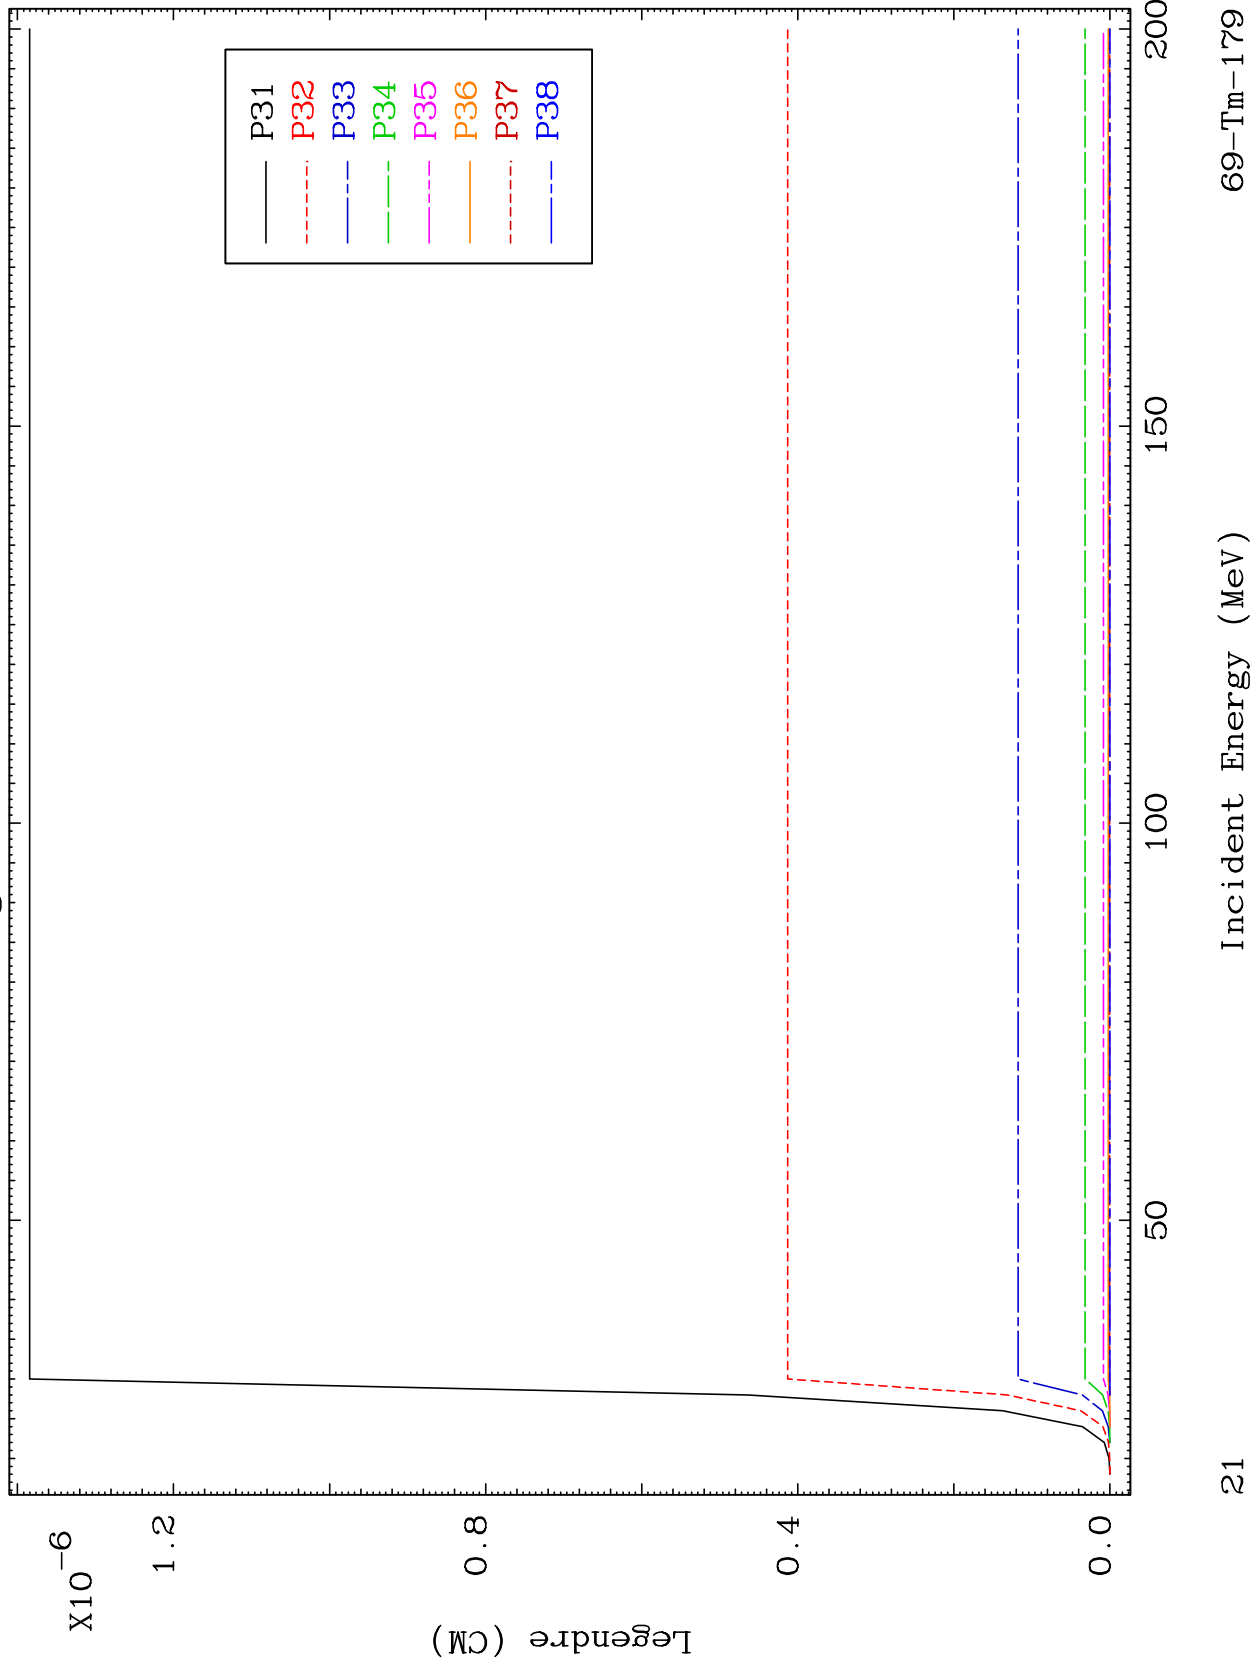 X10-6
1.2
0.8
0.4
0.0
Legendre (CM)
P31
P32
P33
P34
P35
P36
P37
P38
50
100
150
200
21
Incident Energy (MeV)
69-Tm-179